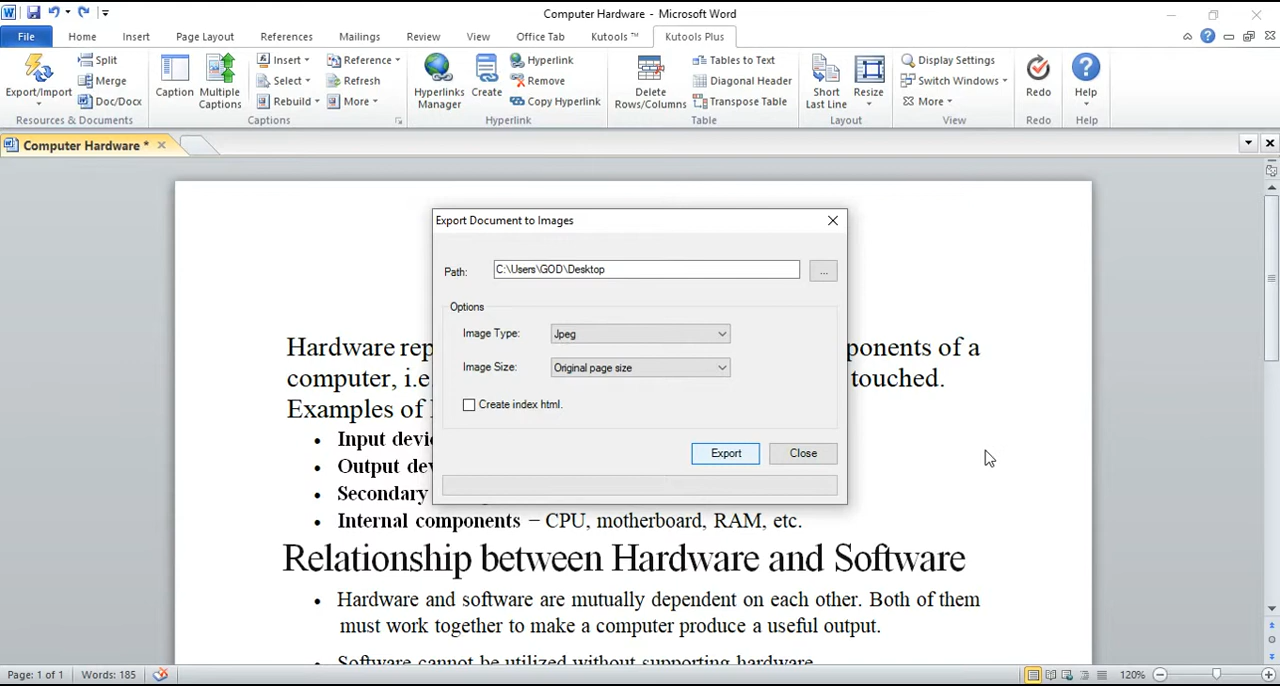 Computer Hardware - Microsoft Word
File Home Insert Page Layout References Mailings Review View Office Tab Kutools ™ Kutools Plus
Export/Import
Split
Merge
Doc/Docx
Resources & Documents
Caption
Multiple Captions
Insert
Select
Rebuild
Reference
Refresh
More
Captions
Hyperlinks Manager
Create
Hyperlink
Remove
Copy Hyperlink
Hyperlink
Delete Rows/Columns
Tables to Text
Diagonal Header
Transpose Table
Table
Short Last Line
Resize
Layout
Display Settings
Switch Windows
More
View
Redo
Redo
Help
Help
Computer Hardware *
Export Document to Images
Path: C:\Users\GOD\Desktop ...
Options
Image Type: Jpeg
Image Size: Original page size
Create index html.
Export Close
Hardware rep ponents of a
computer, i.e touched.
Examples of
• Input devi
• Output dev
• Secondary
• Internal components − CPU, motherboard, RAM, etc.
Relationship between Hardware and Software
• Hardware and software are mutually dependent on each other. Both of them
must work together to make a computer produce a useful output.
• Software cannot be utilized without supporting hardware.
Page: 1 of 1 Words: 185 120%